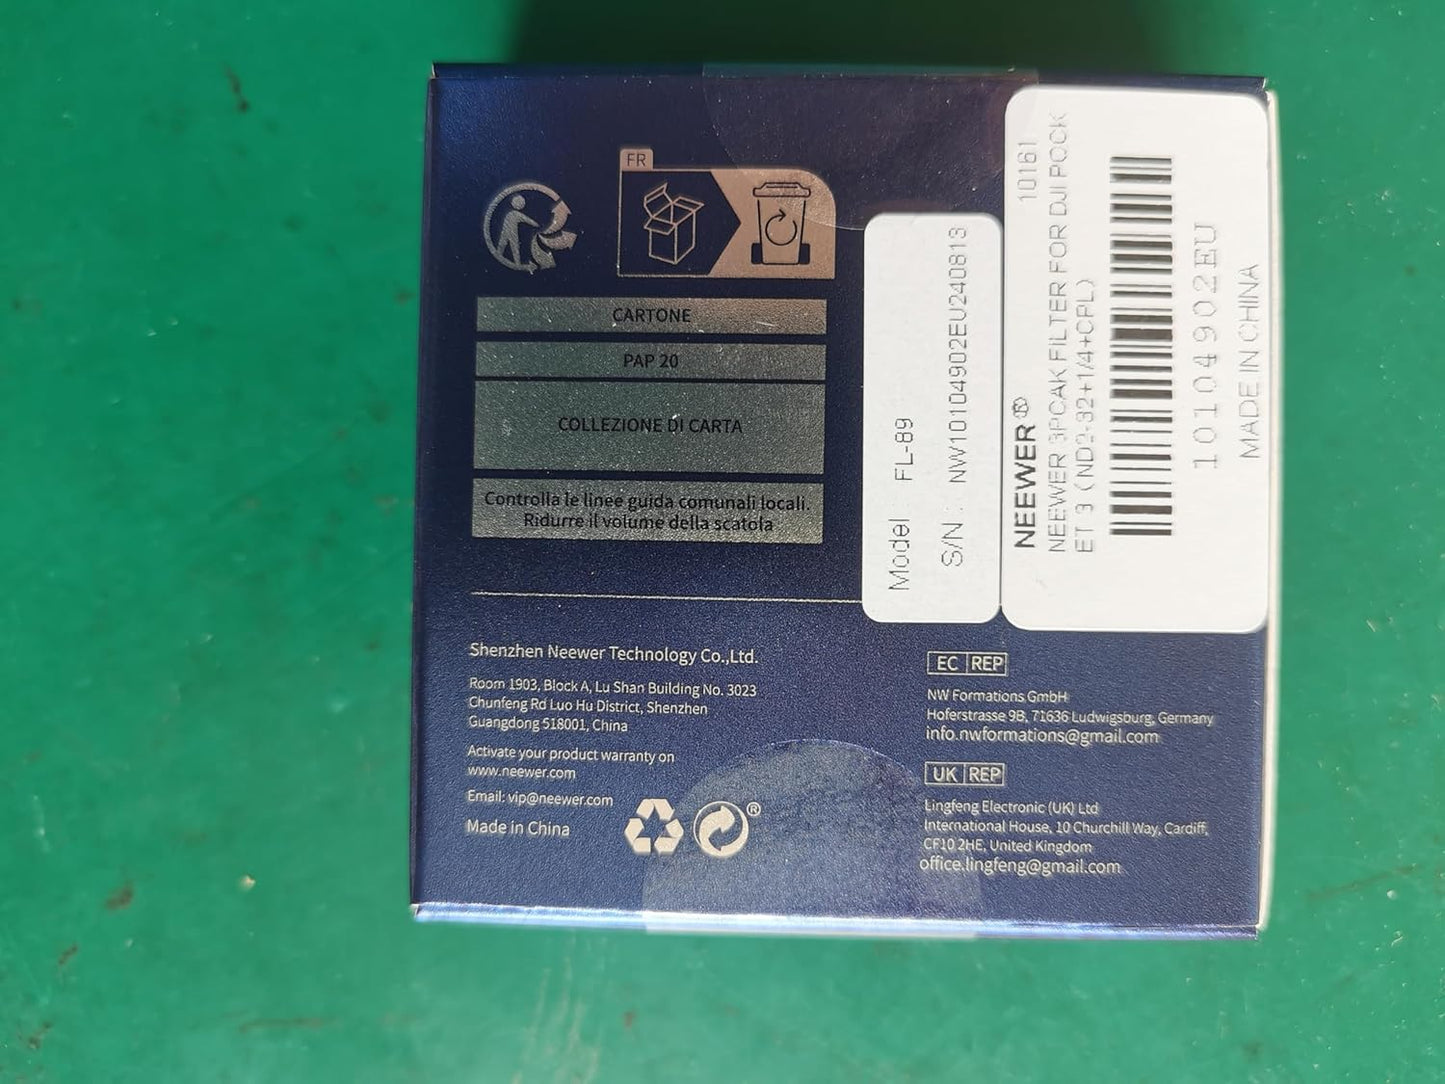 FR
CARTONE
PAP 20
COLLEZIONE DI CARTA
Controlla le linee guida comunali locali.
Ridurre il volume della scatola
Model FL-89
S/N : NW10104902EU240813
10161
NEEWER®
NEEWER 3PCAK FILTER FOR DJI POCK
ET 3 (ND2-32+1/4+CPL)
10104902EU
MADE IN CHINA
Shenzhen Neewer Technology Co.,Ltd.
Room 1903, Block A, Lu Shan Building No. 3023
Chunfeng Rd Luo Hu District, Shenzhen
Guangdong 518001, China
Activate your product warranty on
www.neewer.com
Email: vip@neewer.com
Made in China
®
EC REP
NW Formations GmbH
Hoferstrasse 9B, 71636 Ludwigsburg, Germany
info.nwformations@gmail.com
UK REP
Lingfeng Electronic (UK) Ltd
International House, 10 Churchill Way, Cardiff,
CF10 2HE, United Kingdom
office.lingfeng@gmail.com